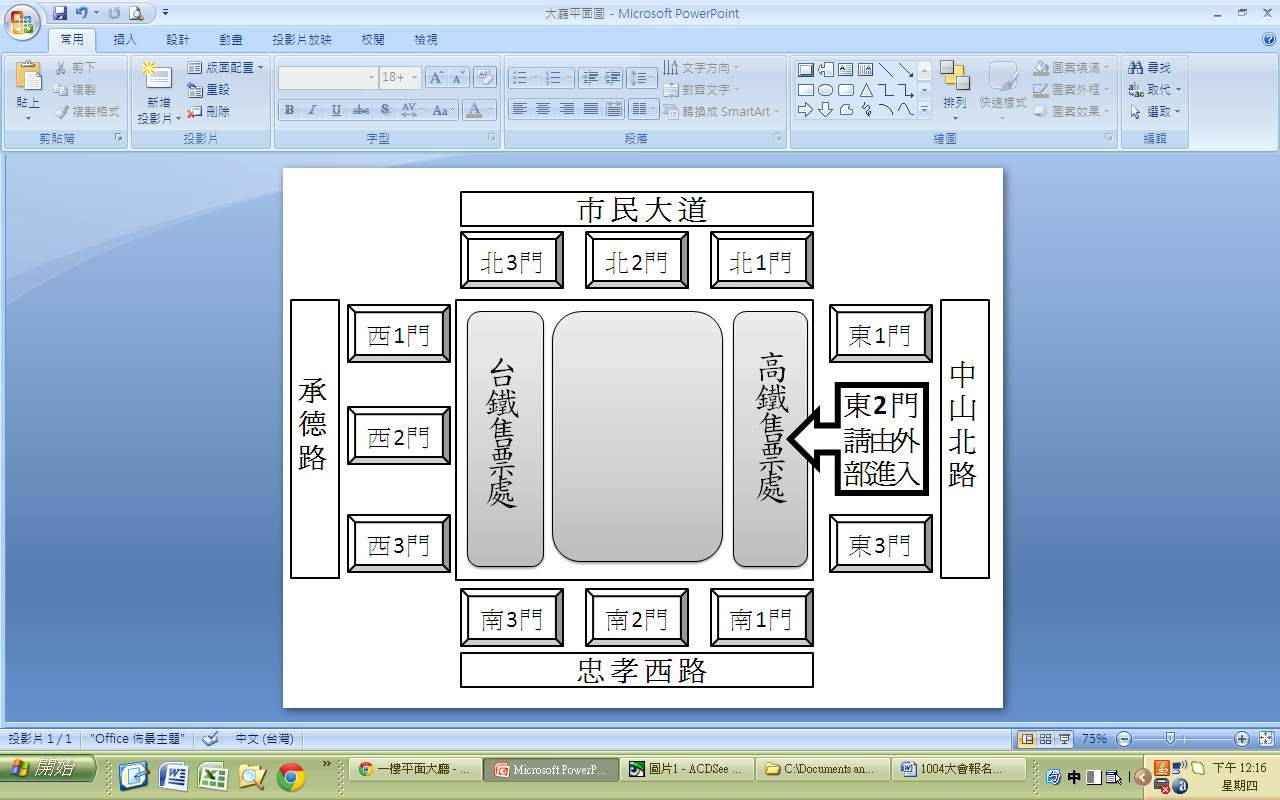 大廳平面圖 - Microsoft PowerPoint
常用 插入 設計 動畫 投影片放映 校閱 檢視
貼上
剪下
複製
複製格式
剪貼簿
新增
投影片
版面配置
重設
刪除
投影片
18+
A A
B I U abc S AV Aa A
字型
文字方向
對齊文字
轉換成 SmartArt
段落
排列
快速樣式
圖案填滿
圖案外框
圖案效果
繪圖
尋找
取代
選取
編輯
市民大道
北3門 北2門 北1門
承德路
西1門
西2門
西3門
台鐵售票處
高鐵售票處
東1門
東2門
請由外
部進入
東3門
中山北路
南3門 南2門 南1門
忠孝西路
投影片 1 / 1 "Office 佈景主題" 中文 (台灣) 75%
開始 一樓平面大廳 - ... Microsoft PowerP... 圖片1 - ACDSee ... C:\Documents an... 1004大會報名... 中 下午 12:16
星期四